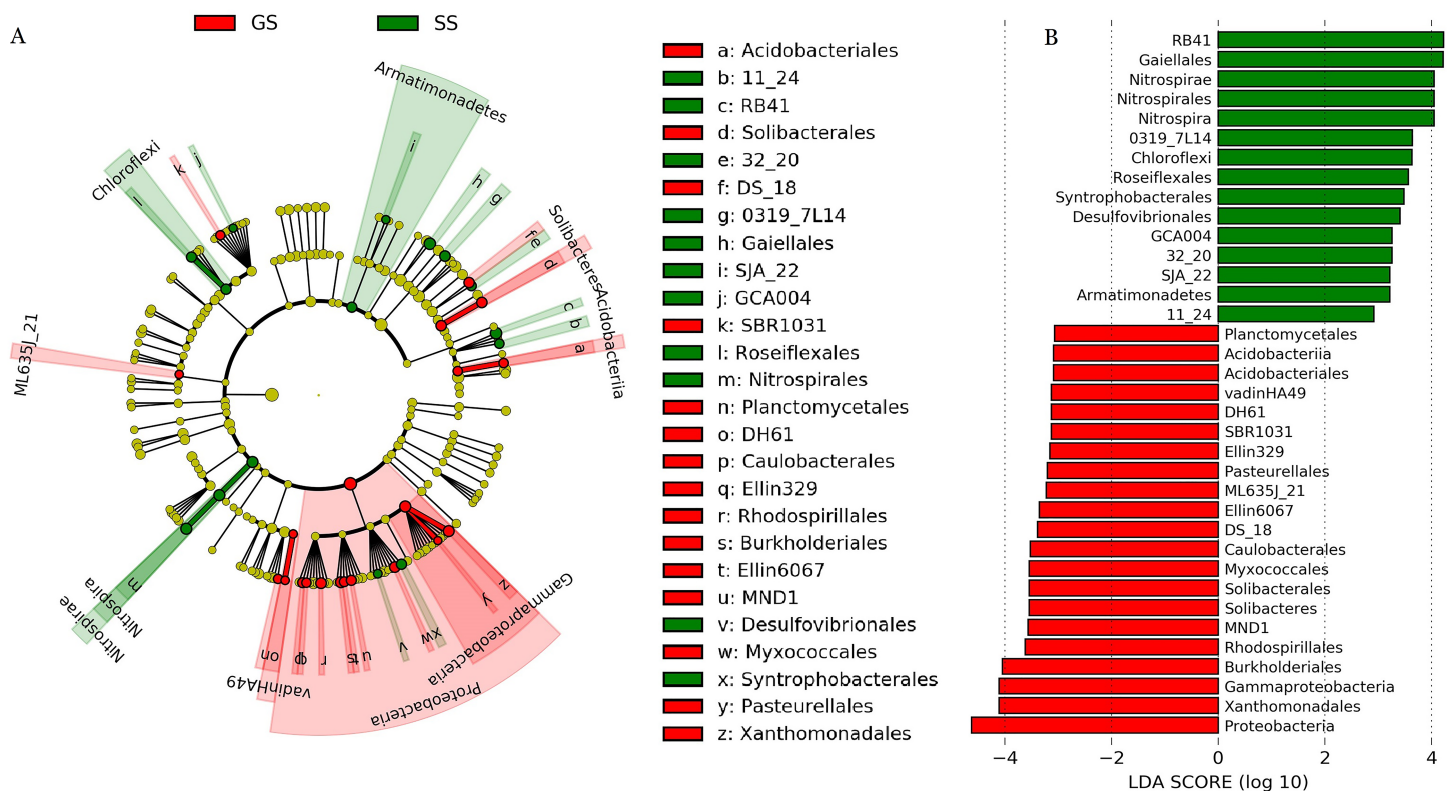 GS
SS
A
Armatimonadetes
i
h
g
f
e
d
Solibacteres
c
b
a
Acidobacteriia
j
k
Chloroflexi
l
ML635J_21
m
Nitrospira
Nitrospirae
o
n
vadinHA49
q
p
r
s
t
u
v
w
x
y
z
Gammaproteobacteria
Proteobacteria
a: Acidobacteriales
b: 11_24
c: RB41
d: Solibacterales
e: 32_20
f: DS_18
g: 0319_7L14
h: Gaiellales
i: SJA_22
j: GCA004
k: SBR1031
l: Roseiflexales
m: Nitrospirales
n: Planctomycetales
o: DH61
p: Caulobacterales
q: Ellin329
r: Rhodospirillales
s: Burkholderiales
t: Ellin6067
u: MND1
v: Desulfovibrionales
w: Myxococcales
x: Syntrophobacterales
y: Pasteurellales
z: Xanthomonadales
B
RB41
Gaiellales
Nitrospirae
Nitrospirales
Nitrospira
0319_7L14
Chloroflexi
Roseiflexales
Syntrophobacterales
Desulfovibrionales
GCA004
32_20
SJA_22
Armatimonadetes
11_24
Planctomycetales
Acidobacteriia
Acidobacteriales
vadinHA49
DH61
SBR1031
Ellin329
Pasteurellales
ML635J_21
Ellin6067
DS_18
Caulobacterales
Myxococcales
Solibacterales
Solibacteres
MND1
Rhodospirillales
Burkholderiales
Gammaproteobacteria
Xanthomonadales
Proteobacteria
−4 −2 0 2 4
LDA SCORE (log 10)